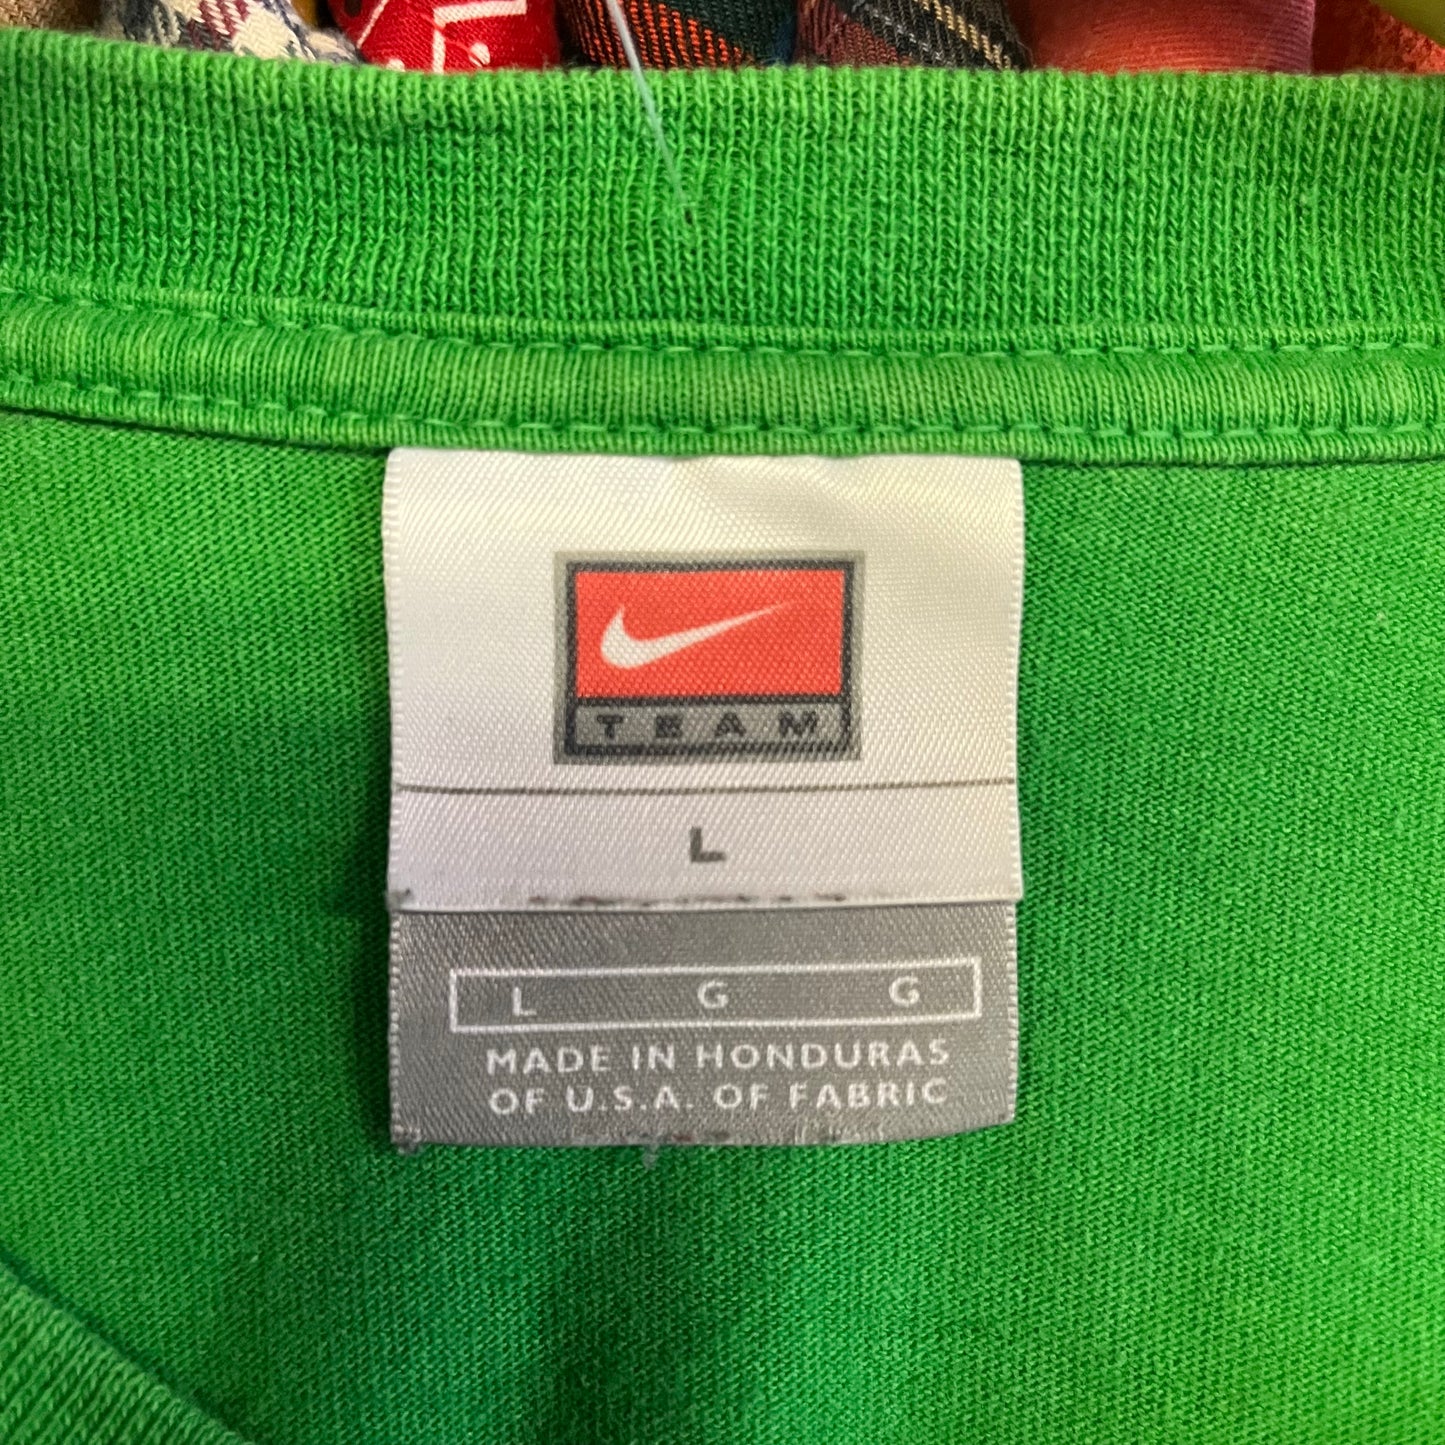 TEAM
L
L G G
MADE IN HONDURAS
OF U.S.A. OF FABRIC